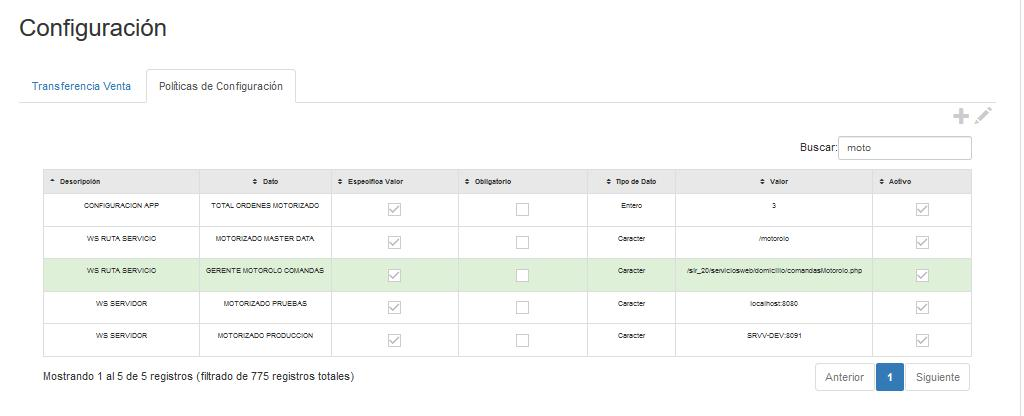 Configuración
Transferencia Venta Políticas de Configuración
Buscar: moto
Descripción Dato Especifica Valor Obligatorio Tipo de Dato Valor Activo
CONFIGURACION APP TOTAL ORDENES MOTORIZADO Entero 3
WS RUTA SERVICIO MOTORIZADO MASTER DATA Caracter /motorolo
WS RUTA SERVICIO GERENTE MOTOROLO COMANDAS Caracter /sir_20/serviciosweb/domicilio/comandasMotorolo.php
WS SERVIDOR MOTORIZADO PRUEBAS Caracter localhost:8080
WS SERVIDOR MOTORIZADO PRODUCCION Caracter SRVV-DEV:8091
Mostrando 1 al 5 de 5 registros (filtrado de 775 registros totales) Anterior 1 Siguiente